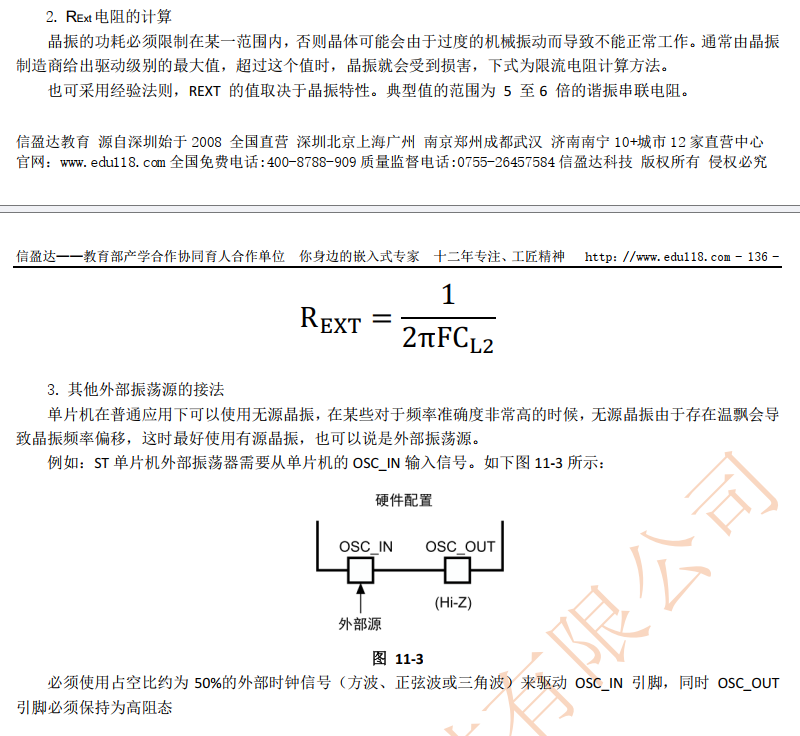 2. RExt 电阻的计算
晶振的功耗必须限制在某一范围内，否则晶体可能会由于过度的机械振动而导致不能正常工作。通常由晶振
制造商给出驱动级别的最大值，超过这个值时，晶振就会受到损害，下式为限流电阻计算方法。
也可采用经验法则，REXT 的值取决于晶振特性。典型值的范围为 5 至 6 倍的谐振串联电阻。
信盈达教育 源自深圳始于 2008 全国直营 深圳北京上海广州 南京郑州成都武汉 济南南宁 10+城市 12 家直营中心
官网：www.edu118.com 全国免费电话:400-8788-909 质量监督电话:0755-26457584 信盈达科技 版权所有 侵权必究
信盈达——教育部产学合作协同育人合作单位 你身边的嵌入式专家 十二年专注、工匠精神 http://www.edu118.com - 136 -
R_EXT = 1 / 2πFC_L2
3. 其他外部振荡源的接法
单片机在普通应用下可以使用无源晶振，在某些对于频率准确度非常高的时候，无源晶振由于存在温飘会导
致晶振频率偏移，这时最好使用有源晶振，也可以说是外部振荡源。
例如：ST 单片机外部振荡器需要从单片机的 OSC_IN 输入信号。如下图 11-3 所示：
硬件配置
OSC_IN OSC_OUT
(Hi-Z)
外部源
图 11-3
必须使用占空比约为 50%的外部时钟信号（方波、正弦波或三角波）来驱动 OSC_IN 引脚，同时 OSC_OUT
引脚必须保持为高阻态
有限公司